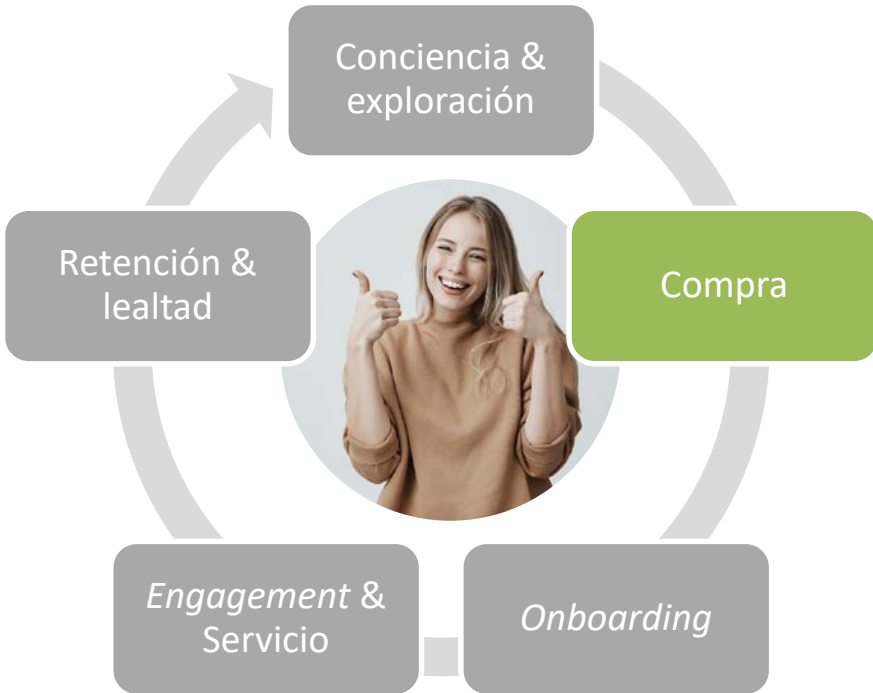 Conciencia &
exploración
Compra
Onboarding
Engagement &
Servicio
Retención &
lealtad